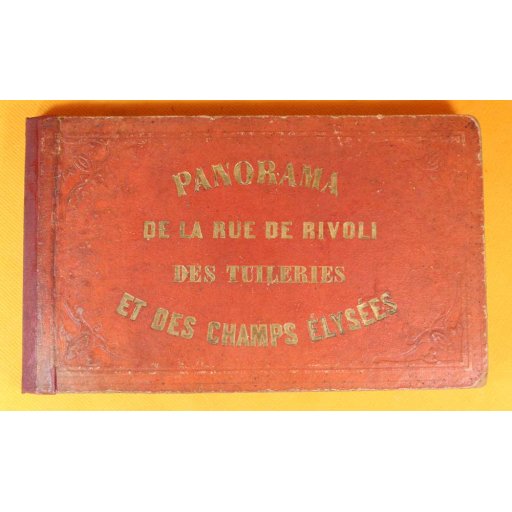 PANORAMA
DE LA RUE DE RIVOLI
DES TUILERIES
ET DES CHAMPS ÉLYSÉES